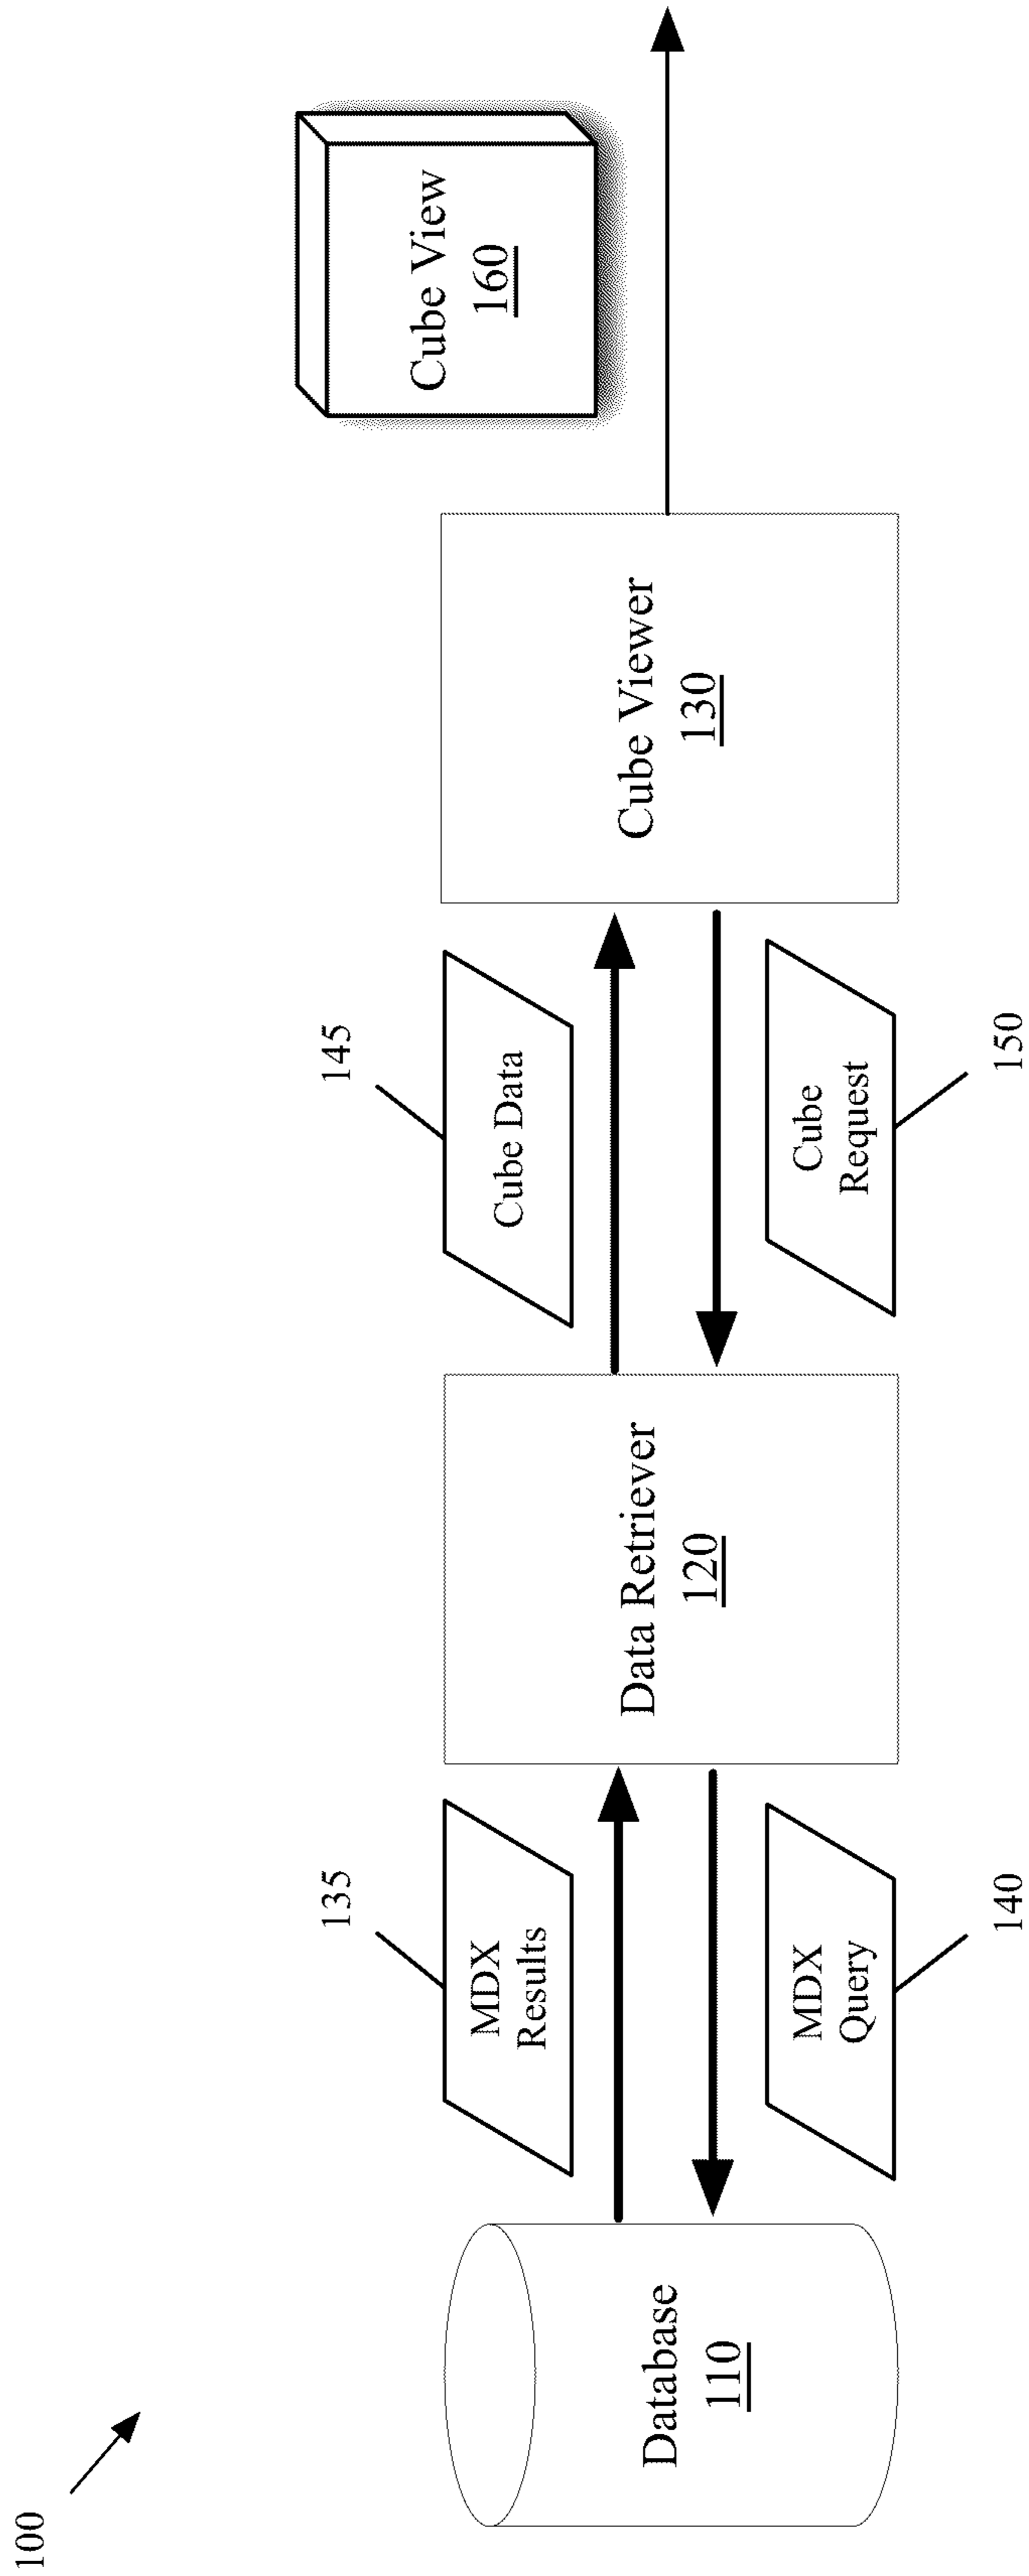 100
135
145
MDX
Results
Cube Data
Cube View
160
Database
110
Data Retriever
120
Cube Viewer
130
MDX
Query
Cube
Request
140
150